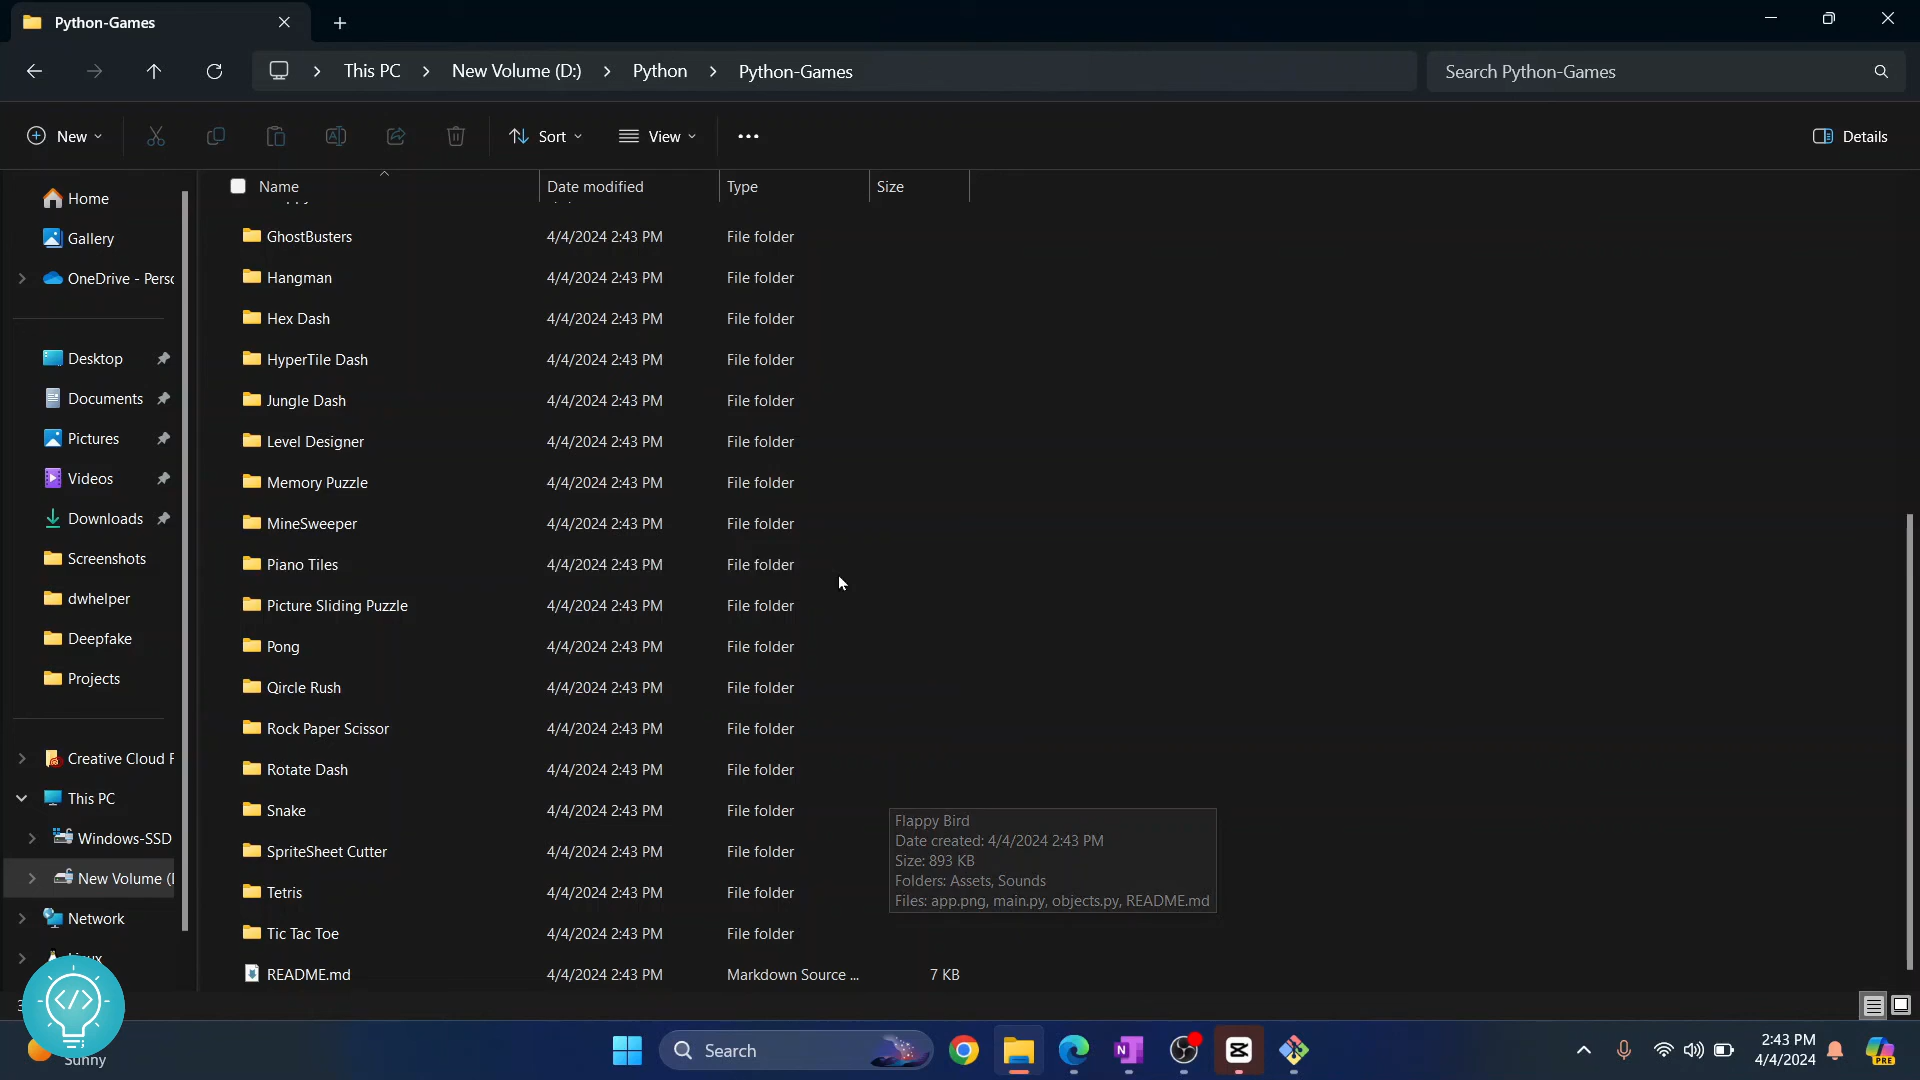 Python-Games
This PC > New Volume (D:) > Python > Python-Games
Search Python-Games
New
Sort
View
Details
Name
Date modified
Type
Size
Home
Gallery
OneDrive - Perso
Desktop
Documents
Pictures
Videos
Downloads
Screenshots
dwhelper
Deepfake
Projects
Creative Cloud F
This PC
Windows-SSD
New Volume (D
Network
GhostBusters 4/4/2024 2:43 PM File folder
Hangman 4/4/2024 2:43 PM File folder
Hex Dash 4/4/2024 2:43 PM File folder
HyperTile Dash 4/4/2024 2:43 PM File folder
Jungle Dash 4/4/2024 2:43 PM File folder
Level Designer 4/4/2024 2:43 PM File folder
Memory Puzzle 4/4/2024 2:43 PM File folder
MineSweeper 4/4/2024 2:43 PM File folder
Piano Tiles 4/4/2024 2:43 PM File folder
Picture Sliding Puzzle 4/4/2024 2:43 PM File folder
Pong 4/4/2024 2:43 PM File folder
Qircle Rush 4/4/2024 2:43 PM File folder
Rock Paper Scissor 4/4/2024 2:43 PM File folder
Rotate Dash 4/4/2024 2:43 PM File folder
Snake 4/4/2024 2:43 PM File folder
SpriteSheet Cutter 4/4/2024 2:43 PM File folder
Tetris 4/4/2024 2:43 PM File folder
Tic Tac Toe 4/4/2024 2:43 PM File folder
README.md 4/4/2024 2:43 PM Markdown Source ... 7 KB
Flappy Bird
Date created: 4/4/2024 2:43 PM
Size: 893 KB
Folders: Assets, Sounds
Files: app.png, main.py, objects.py, README.md
Sunny
Search
2:43 PM
4/4/2024
PRE